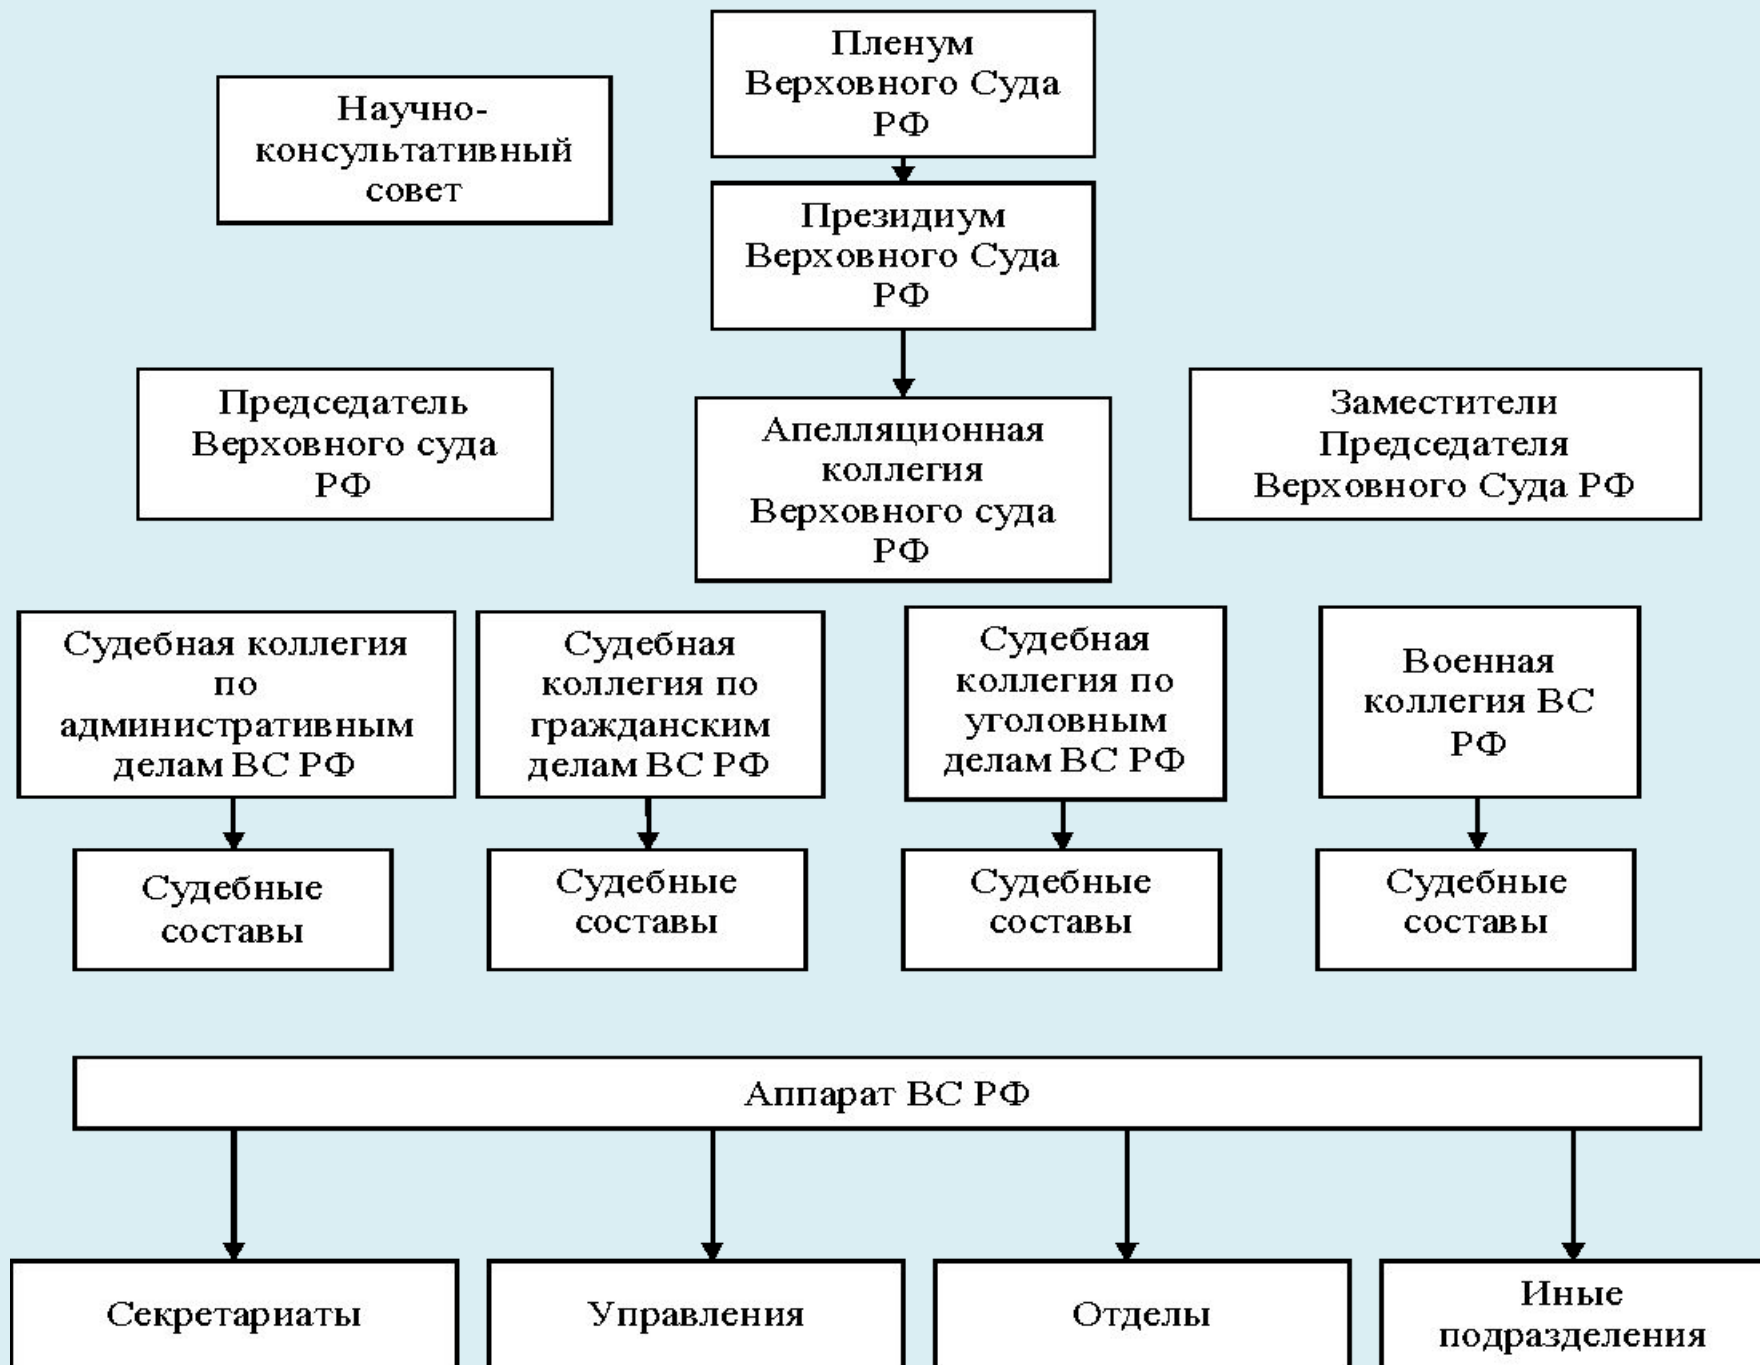 Пленум
Верховного Суда
РФ
Научно-
консультативный
совет
Президиум
Верховного Суда
РФ
Председатель
Верховного суда
РФ
Апелляционная
коллегия
Верховного суда
РФ
Заместители
Председателя
Верховного Суда РФ
Судебная коллегия
по
административным
делам ВС РФ
Судебная
коллегия по
гражданским
делам ВС РФ
Судебная
коллегия по
уголовным
делам ВС РФ
Военная
коллегия ВС
РФ
Судебные
составы
Судебные
составы
Судебные
составы
Судебные
составы
Аппарат ВС РФ
Секретариаты
Управления
Отделы
Иные
подразделения